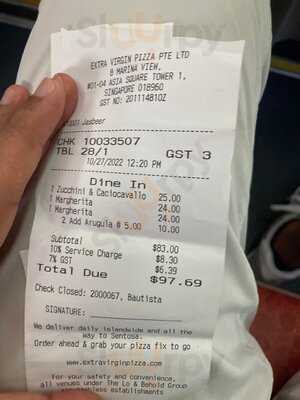 EXTRA VIRGIN PIZZA PTE LTD
8 MARINA VIEW,
#01-04 ASIA SQUARE TOWER 1,
SINGAPORE 018960
GST NO: 201114810Z
Jasbeer
CHK 10033507
TBL 28/1 GST 3
10/27/2022 12:20 PM
Dine In
1 Zucchini & Caciocavallo 25.00
1 Margherita 24.00
1 Margherita 24.00
2 Add Arugula @ 5.00 10.00
Subtotal $83.00
10% Service Charge $8.30
7% GST $6.39
Total Due $97.69
Check Closed: 2000067, Bautista
SIGNATURE:
We deliver daily islandwide and all the
way to Sentosa.
Order ahead & grab your pizza fix to go
www.extravirginpizza.com
For your safety and convenience,
all venues under The Lo & Behold Group
are cashless establishments